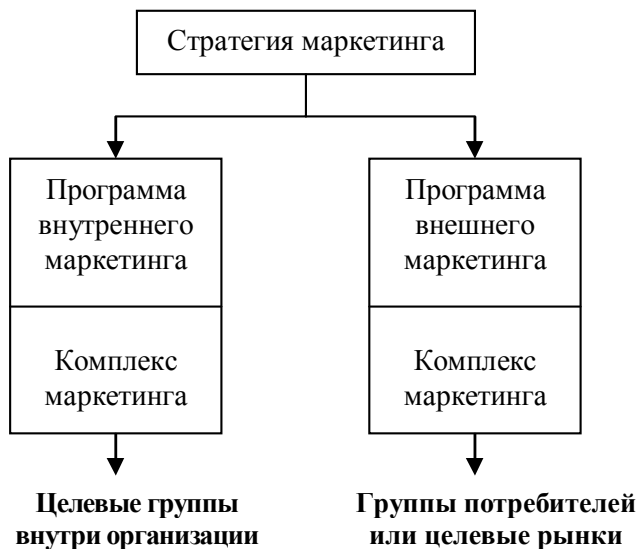 Стратегия маркетинга
Программа
внутреннего
маркетинга
Комплекс
маркетинга
Целевые группы
внутри организации
Программа
внешнего
маркетинга
Комплекс
маркетинга
Группы потребителей
или целевые рынки